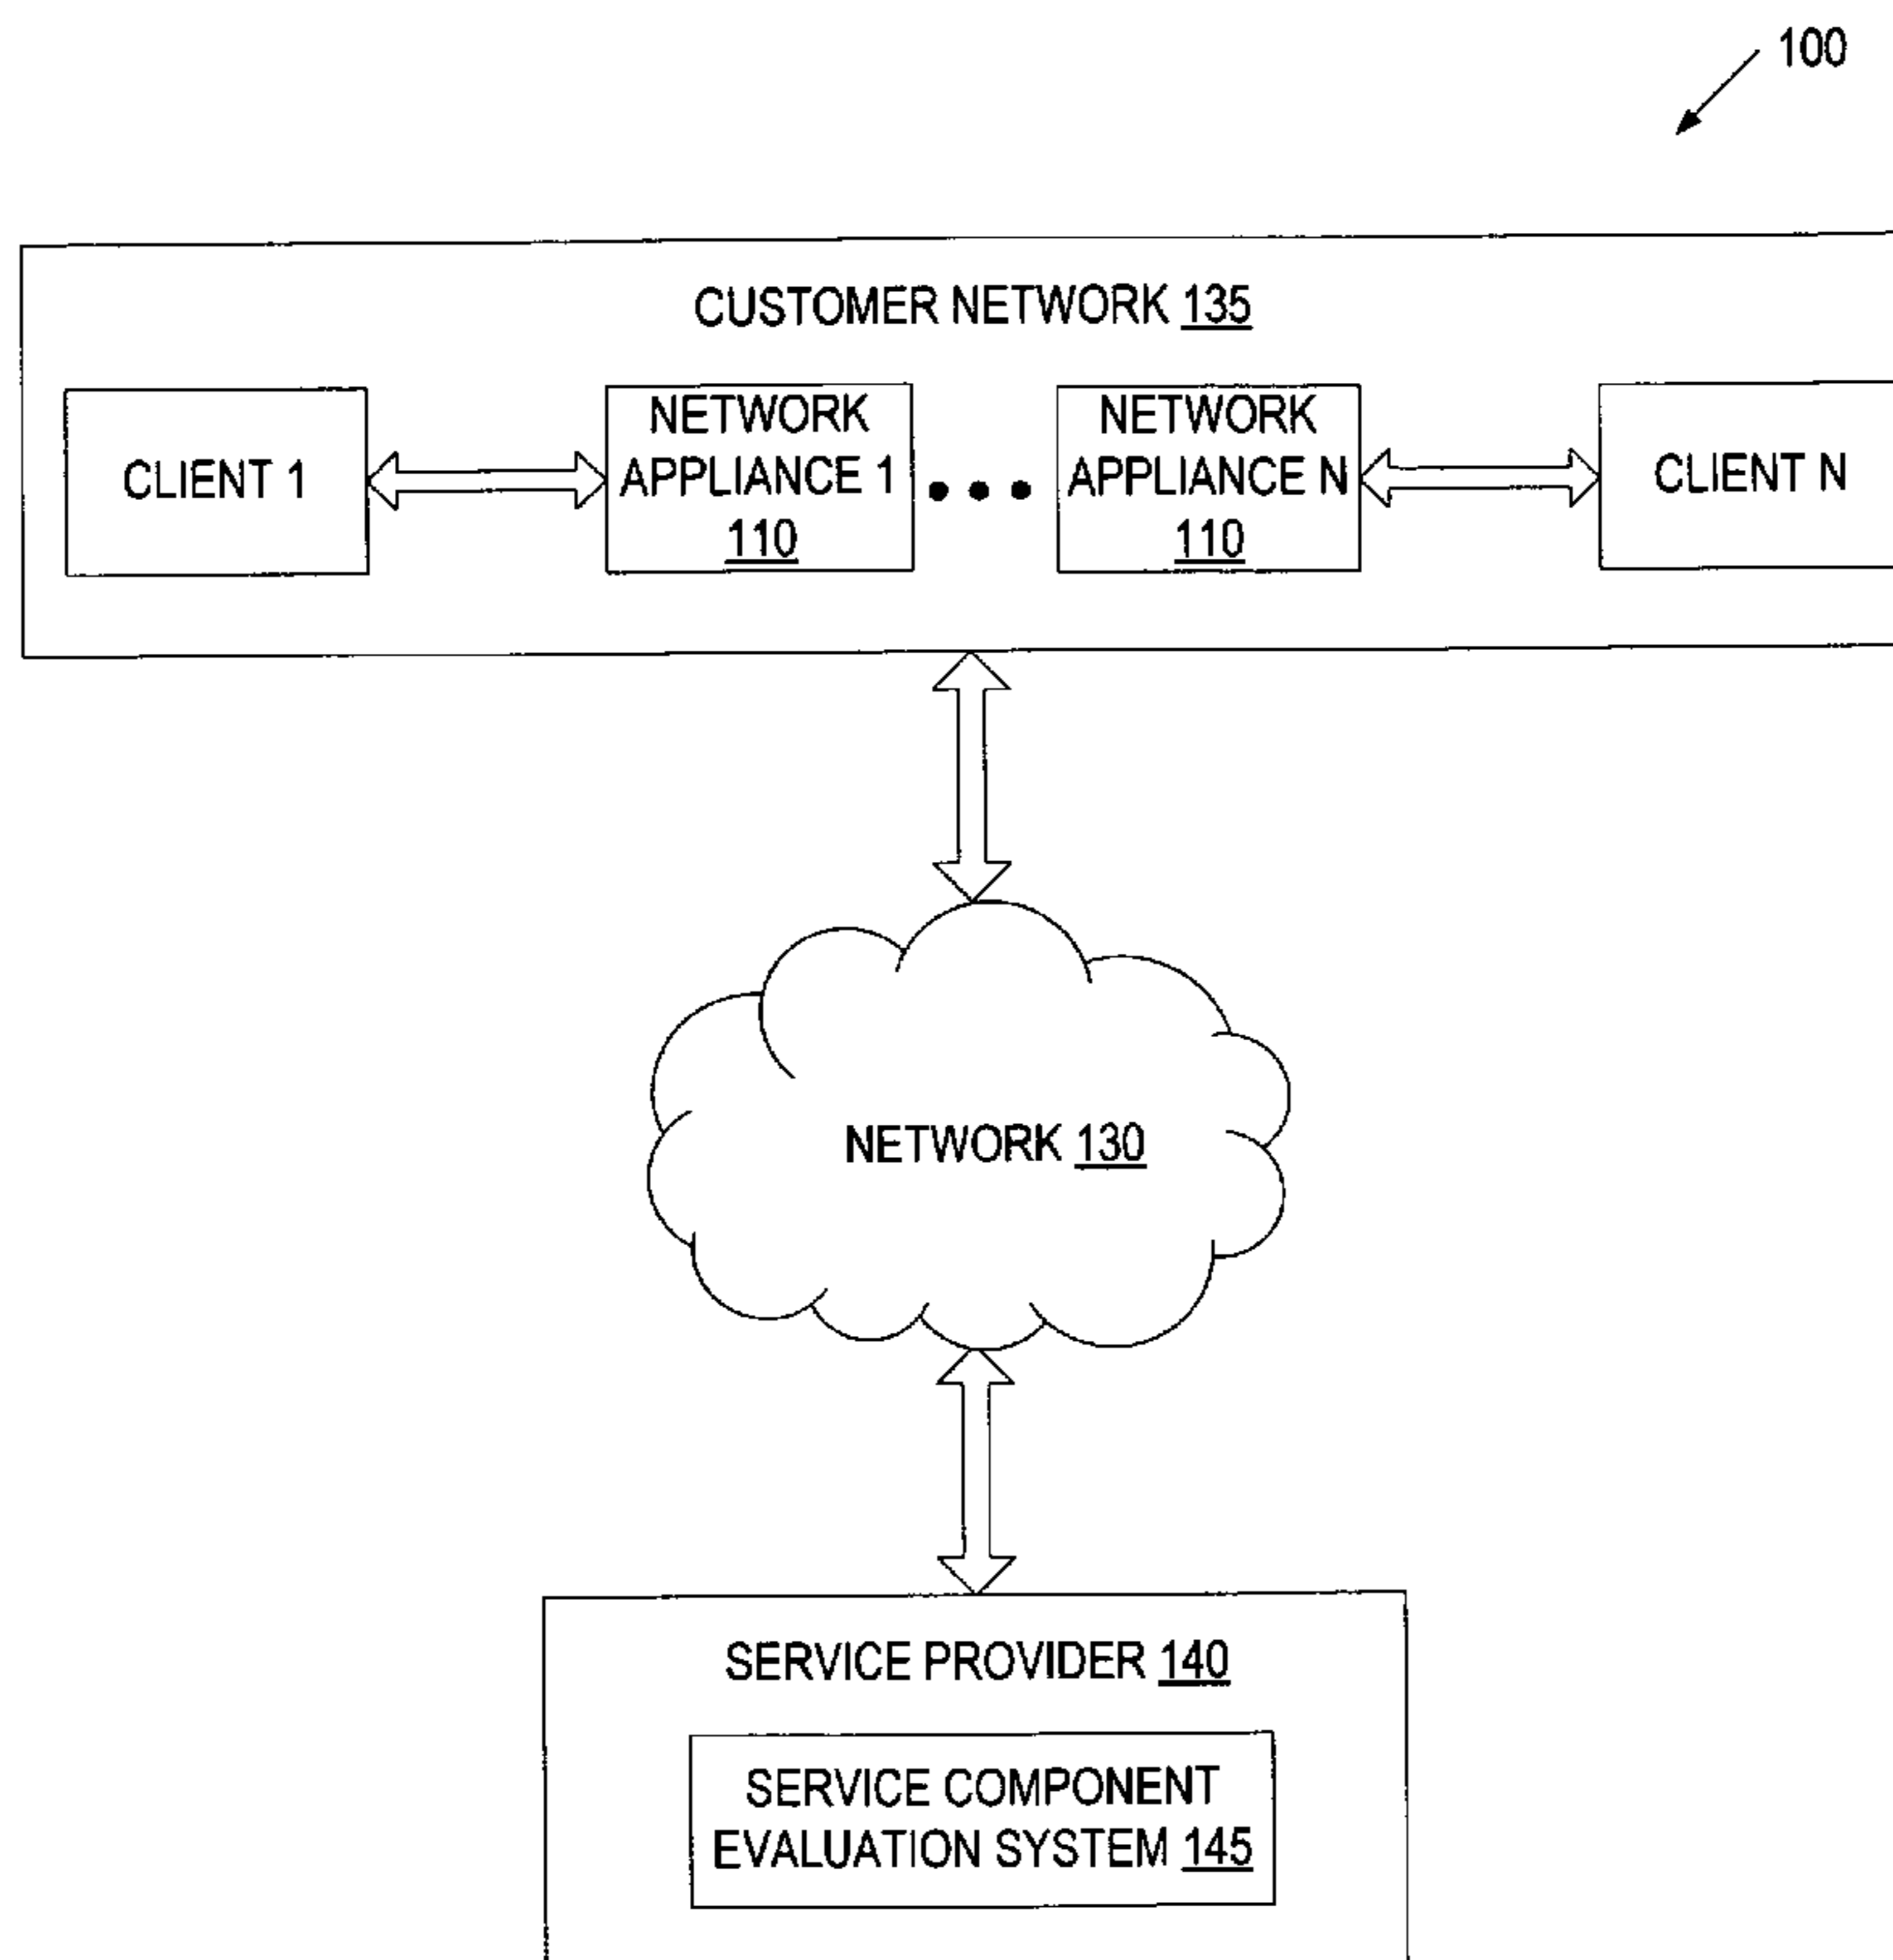 100
CUSTOMER NETWORK 135
CLIENT 1
NETWORK
APPLIANCE 1
110
NETWORK
APPLIANCE N
110
CLIENT N
NETWORK 130
SERVICE PROVIDER 140
SERVICE COMPONENT
EVALUATION SYSTEM 145